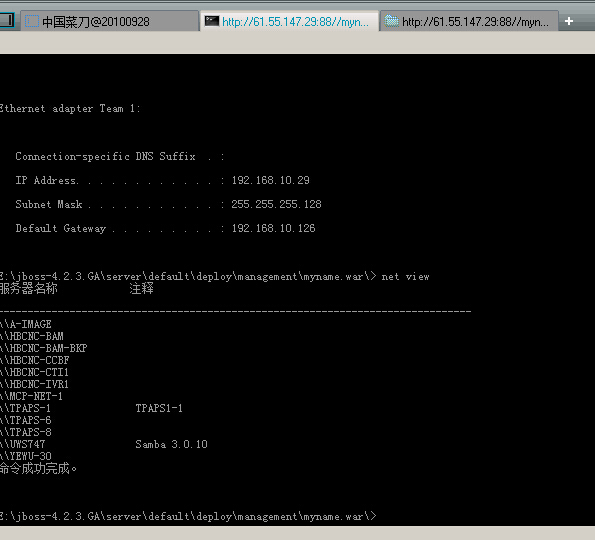 中国菜刀@20100928
http://61.55.147.29:88//myn...
http://61.55.147.29:88//myn...
Ethernet adapter Team 1:
Connection-specific DNS Suffix . :
IP Address. . . . . . . . . . . . : 192.168.10.29
Subnet Mask . . . . . . . . . . . : 255.255.255.128
Default Gateway . . . . . . . . . : 192.168.10.126
E:\jboss-4.2.3.GA\server\default\deploy\management\myname.war\> net view
服务器名称 注释
-------------------------------------------------------------------------------
\\A-IMAGE
\\HBCNC-BAM
\\HBCNC-BAM-BKP
\\HBCNC-CCBF
\\HBCNC-CTI1
\\HBCNC-IVR1
\\MCP-NET-1
\\TPAPS-1 TPAPS1-1
\\TPAPS-6
\\TPAPS-8
\\UWS747 Samba 3.0.10
\\YEWU-30
命令成功完成。
E:\jboss-4.2.3.GA\server\default\deploy\management\myname.war\>